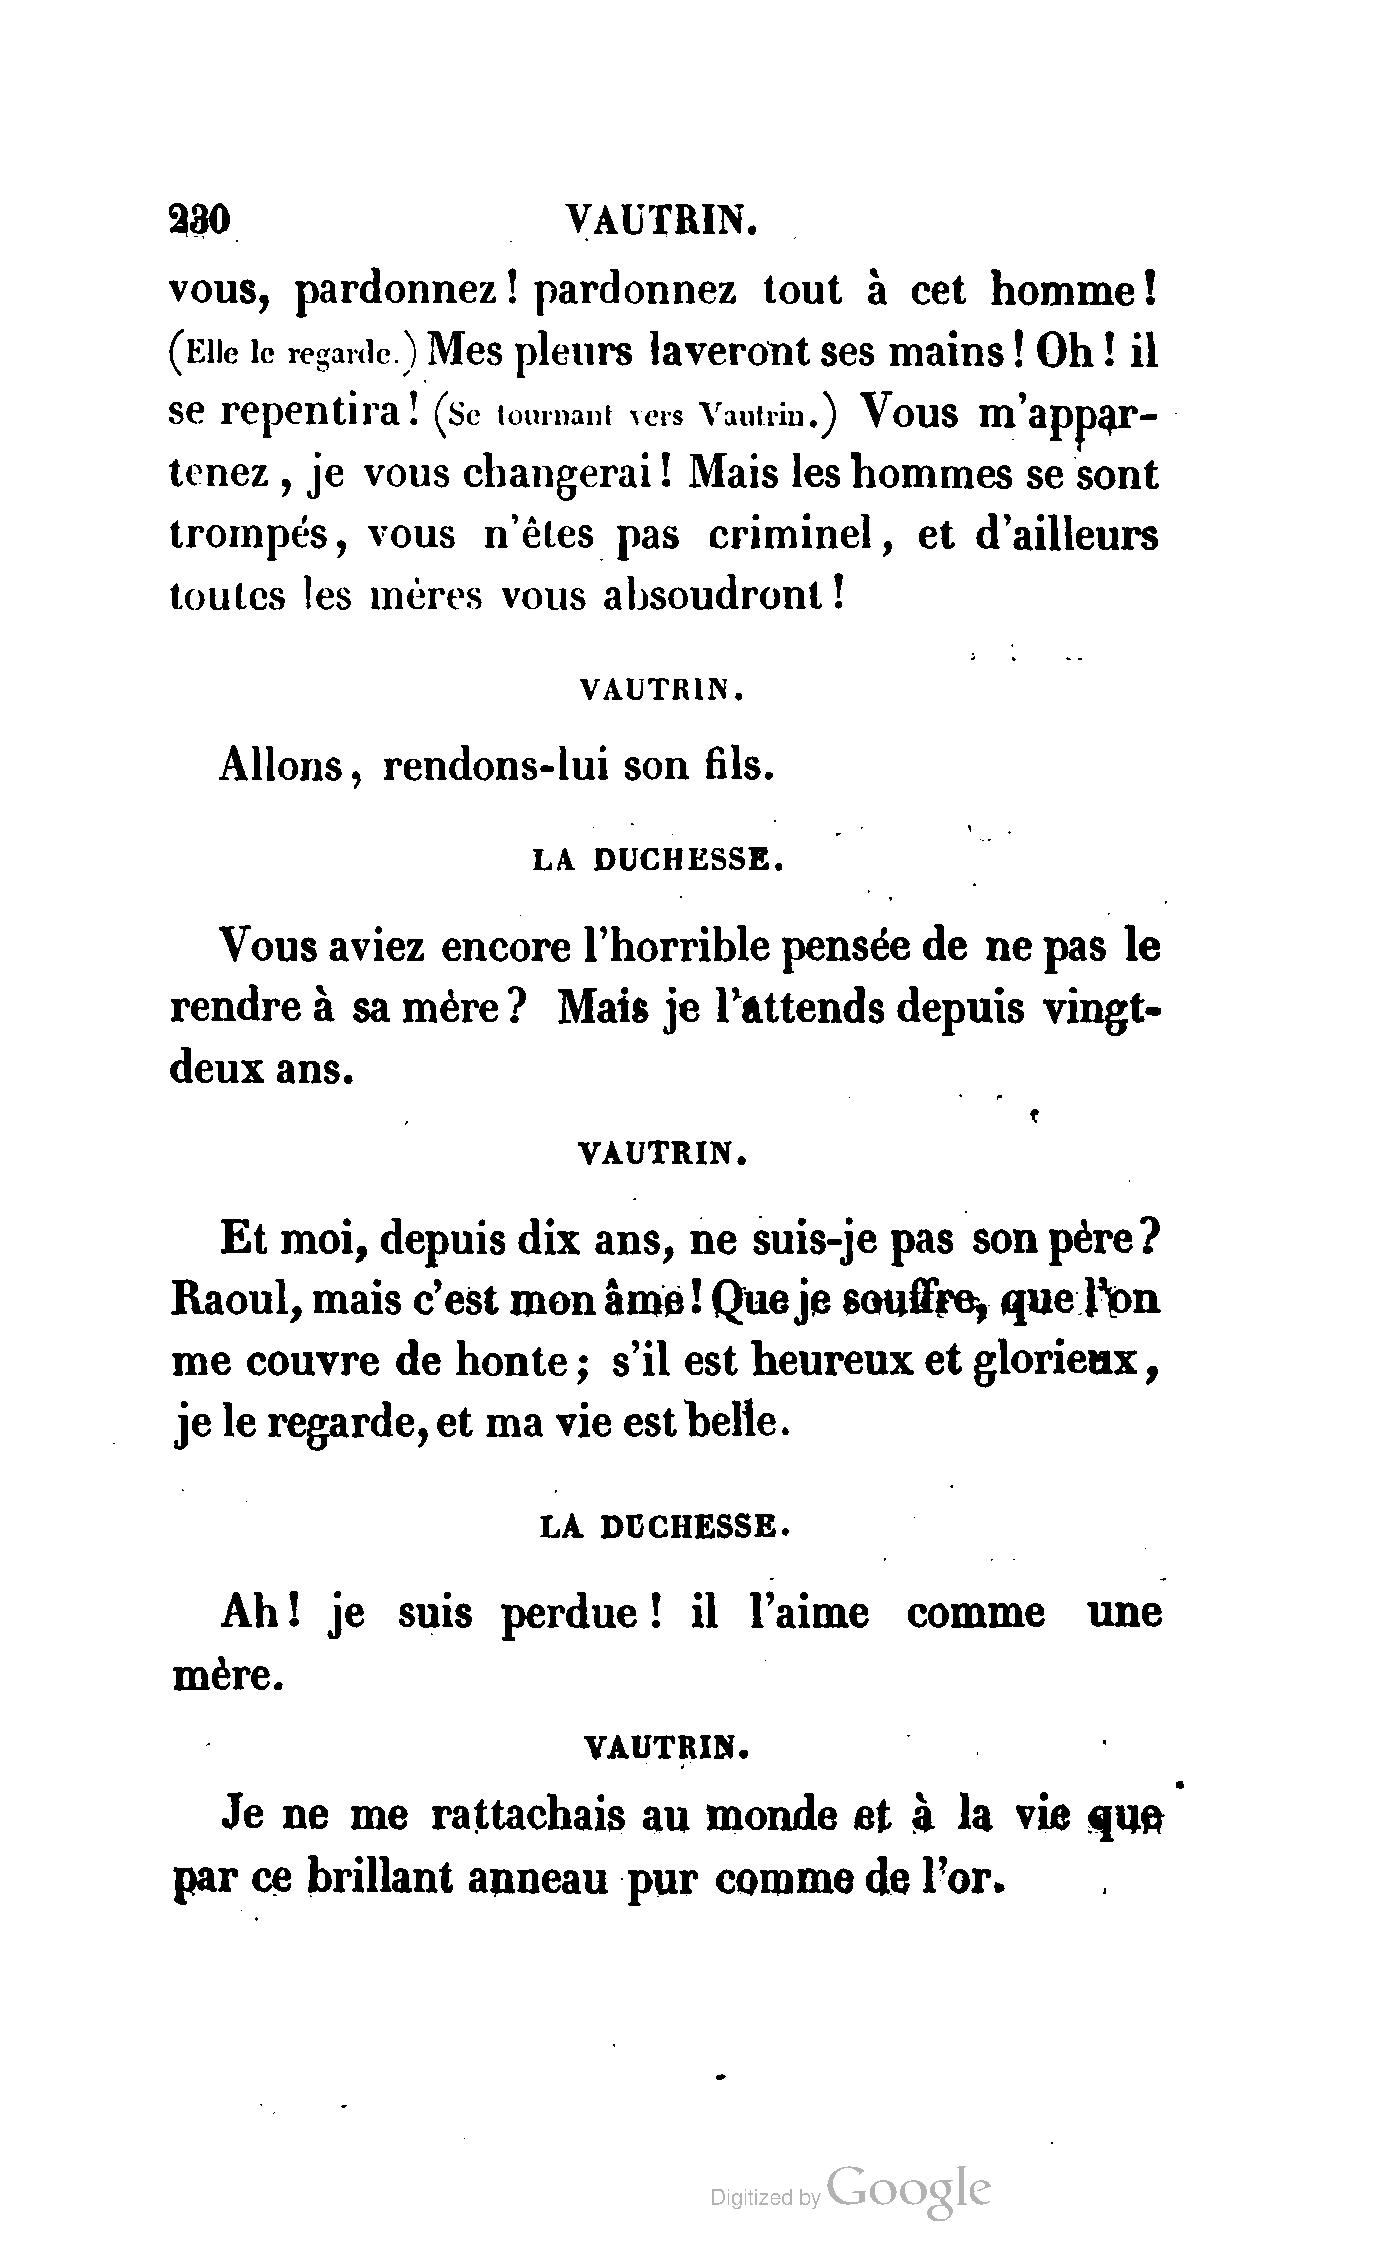 230 VAUTRIN.
vous, pardonnez ! pardonnez tout à cet homme !
(Elle le regarde.) Mes pleurs laveront ses mains ! Oh ! il
se repentira ! (Se tournant vers Vautrin.) Vous m'appar-
tenez , je vous changerai ! Mais les hommes se sont
trompés, vous n'êtes pas criminel, et d'ailleurs
toutes les mères vous absoudront !
VAUTRIN.
Allons, rendons-lui son fils.
LA DUCHESSE.
Vous aviez encore l'horrible pensée de ne pas le
rendre à sa mère ? Mais je l'attends depuis vingt-
deux ans.
VAUTRIN.
Et moi, depuis dix ans, ne suis-je pas son père ?
Raoul, mais c'est mon âme ! Que je souffre, que l'on
me couvre de honte ; s'il est heureux et glorieux,
je le regarde, et ma vie est belle.
LA DUCHESSE.
Ah ! je suis perdue ! il l'aime comme une
mère.
VAUTRIN.
Je ne me rattachais au monde et à la vie que
par ce brillant anneau pur comme de l'or.
Digitized by Google